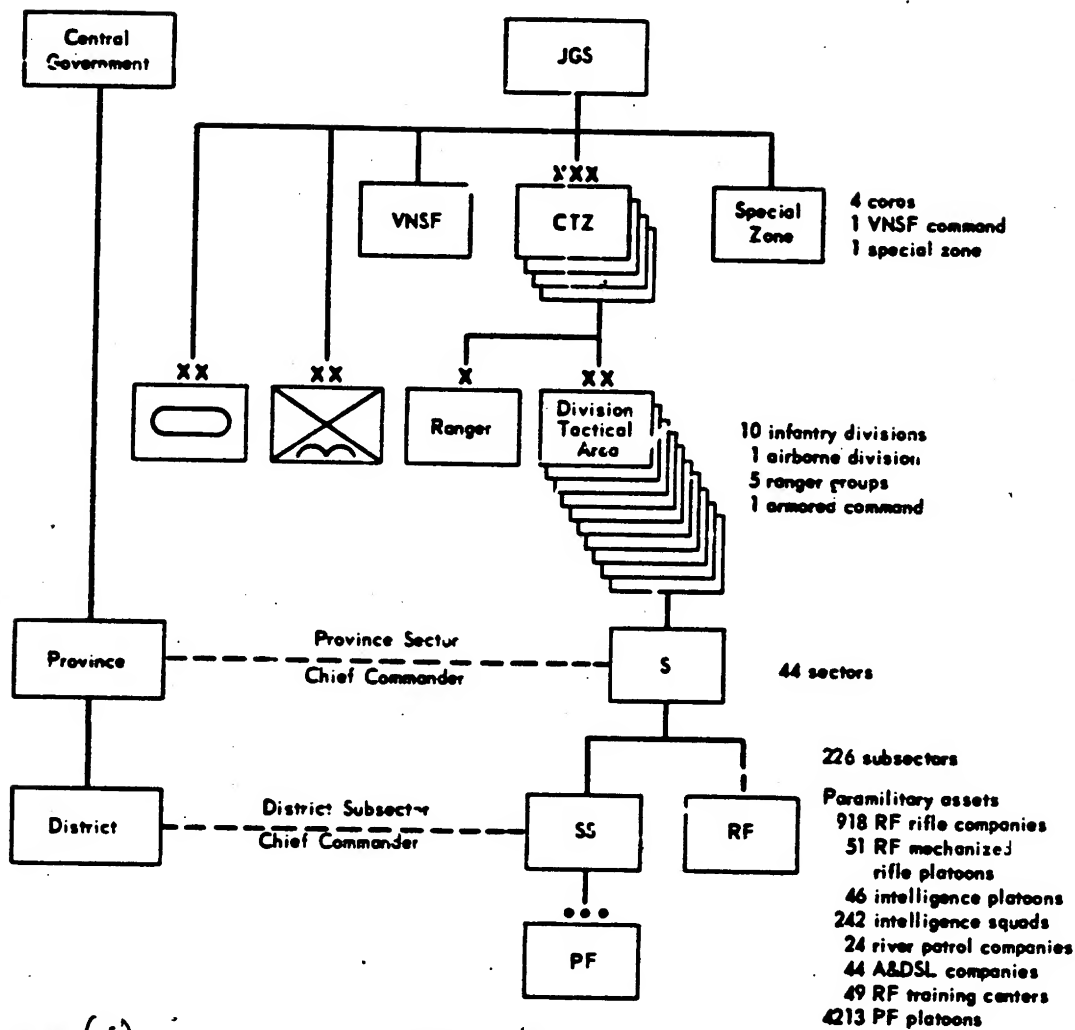 Central
Government
JGS
XXX
VNSF
CTZ
Special
Zone
4 coros
1 VNSF command
1 special zone
XX
XX
X
XX
Ranger
Division
Tactical
Area
10 infantry divisions
1 airborne division
5 ranger groups
1 armored command
Province
Province Sector
Chief Commander
S
44 sectors
226 subsectors
District
District Subsector
Chief Commander
SS
RF
Paramilitary assets
918 RF rifle companies
51 RF mechanized
rifle platoons
46 intelligence platoons
242 intelligence squads
24 river patrol companies
44 A&DSL companies
49 RF training centers
4213 PF platoons
PF